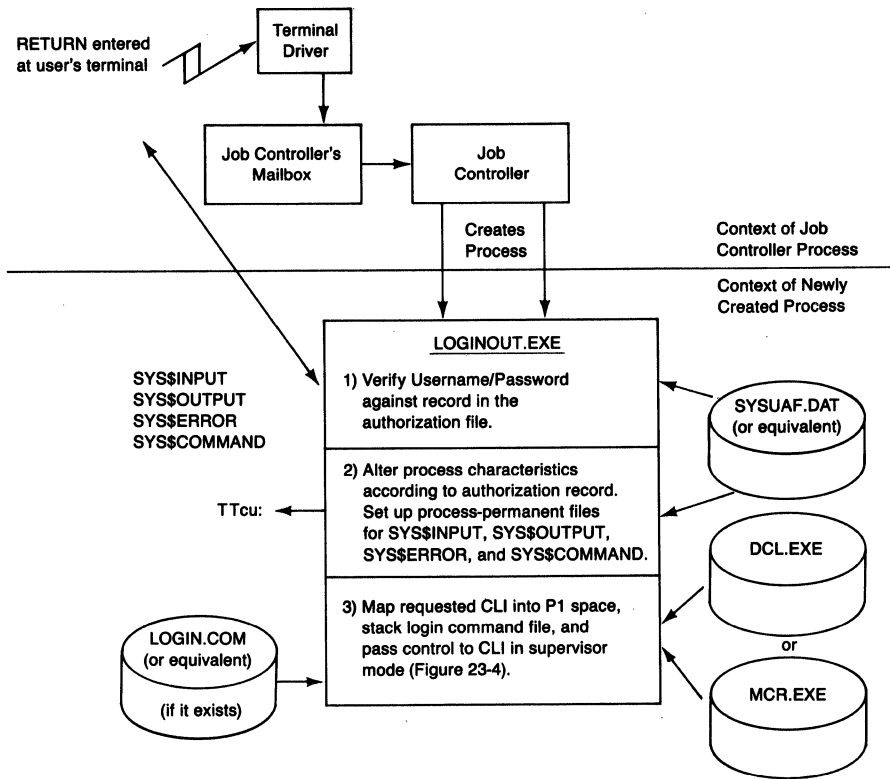 RETURN entered
at user's terminal
Terminal
Driver
Job Controller's
Mailbox
Job
Controller
Creates
Process
Context of Job
Controller Process
Context of Newly
Created Process
LOGINOUT.EXE
1) Verify Username/Password
against record in the
authorization file.
SYS$INPUT
SYS$OUTPUT
SYS$ERROR
SYS$COMMAND
SYSUAF.DAT
(or equivalent)
2) Alter process characteristics
according to authorization record.
Set up process-permanent files
for SYS$INPUT, SYS$OUTPUT,
SYS$ERROR, and SYS$COMMAND.
TTcu:
DCL.EXE
or
MCR.EXE
3) Map requested CLI into P1 space,
stack login command file, and
pass control to CLI in supervisor
mode (Figure 23-4).
LOGIN.COM
(or equivalent)
(if it exists)